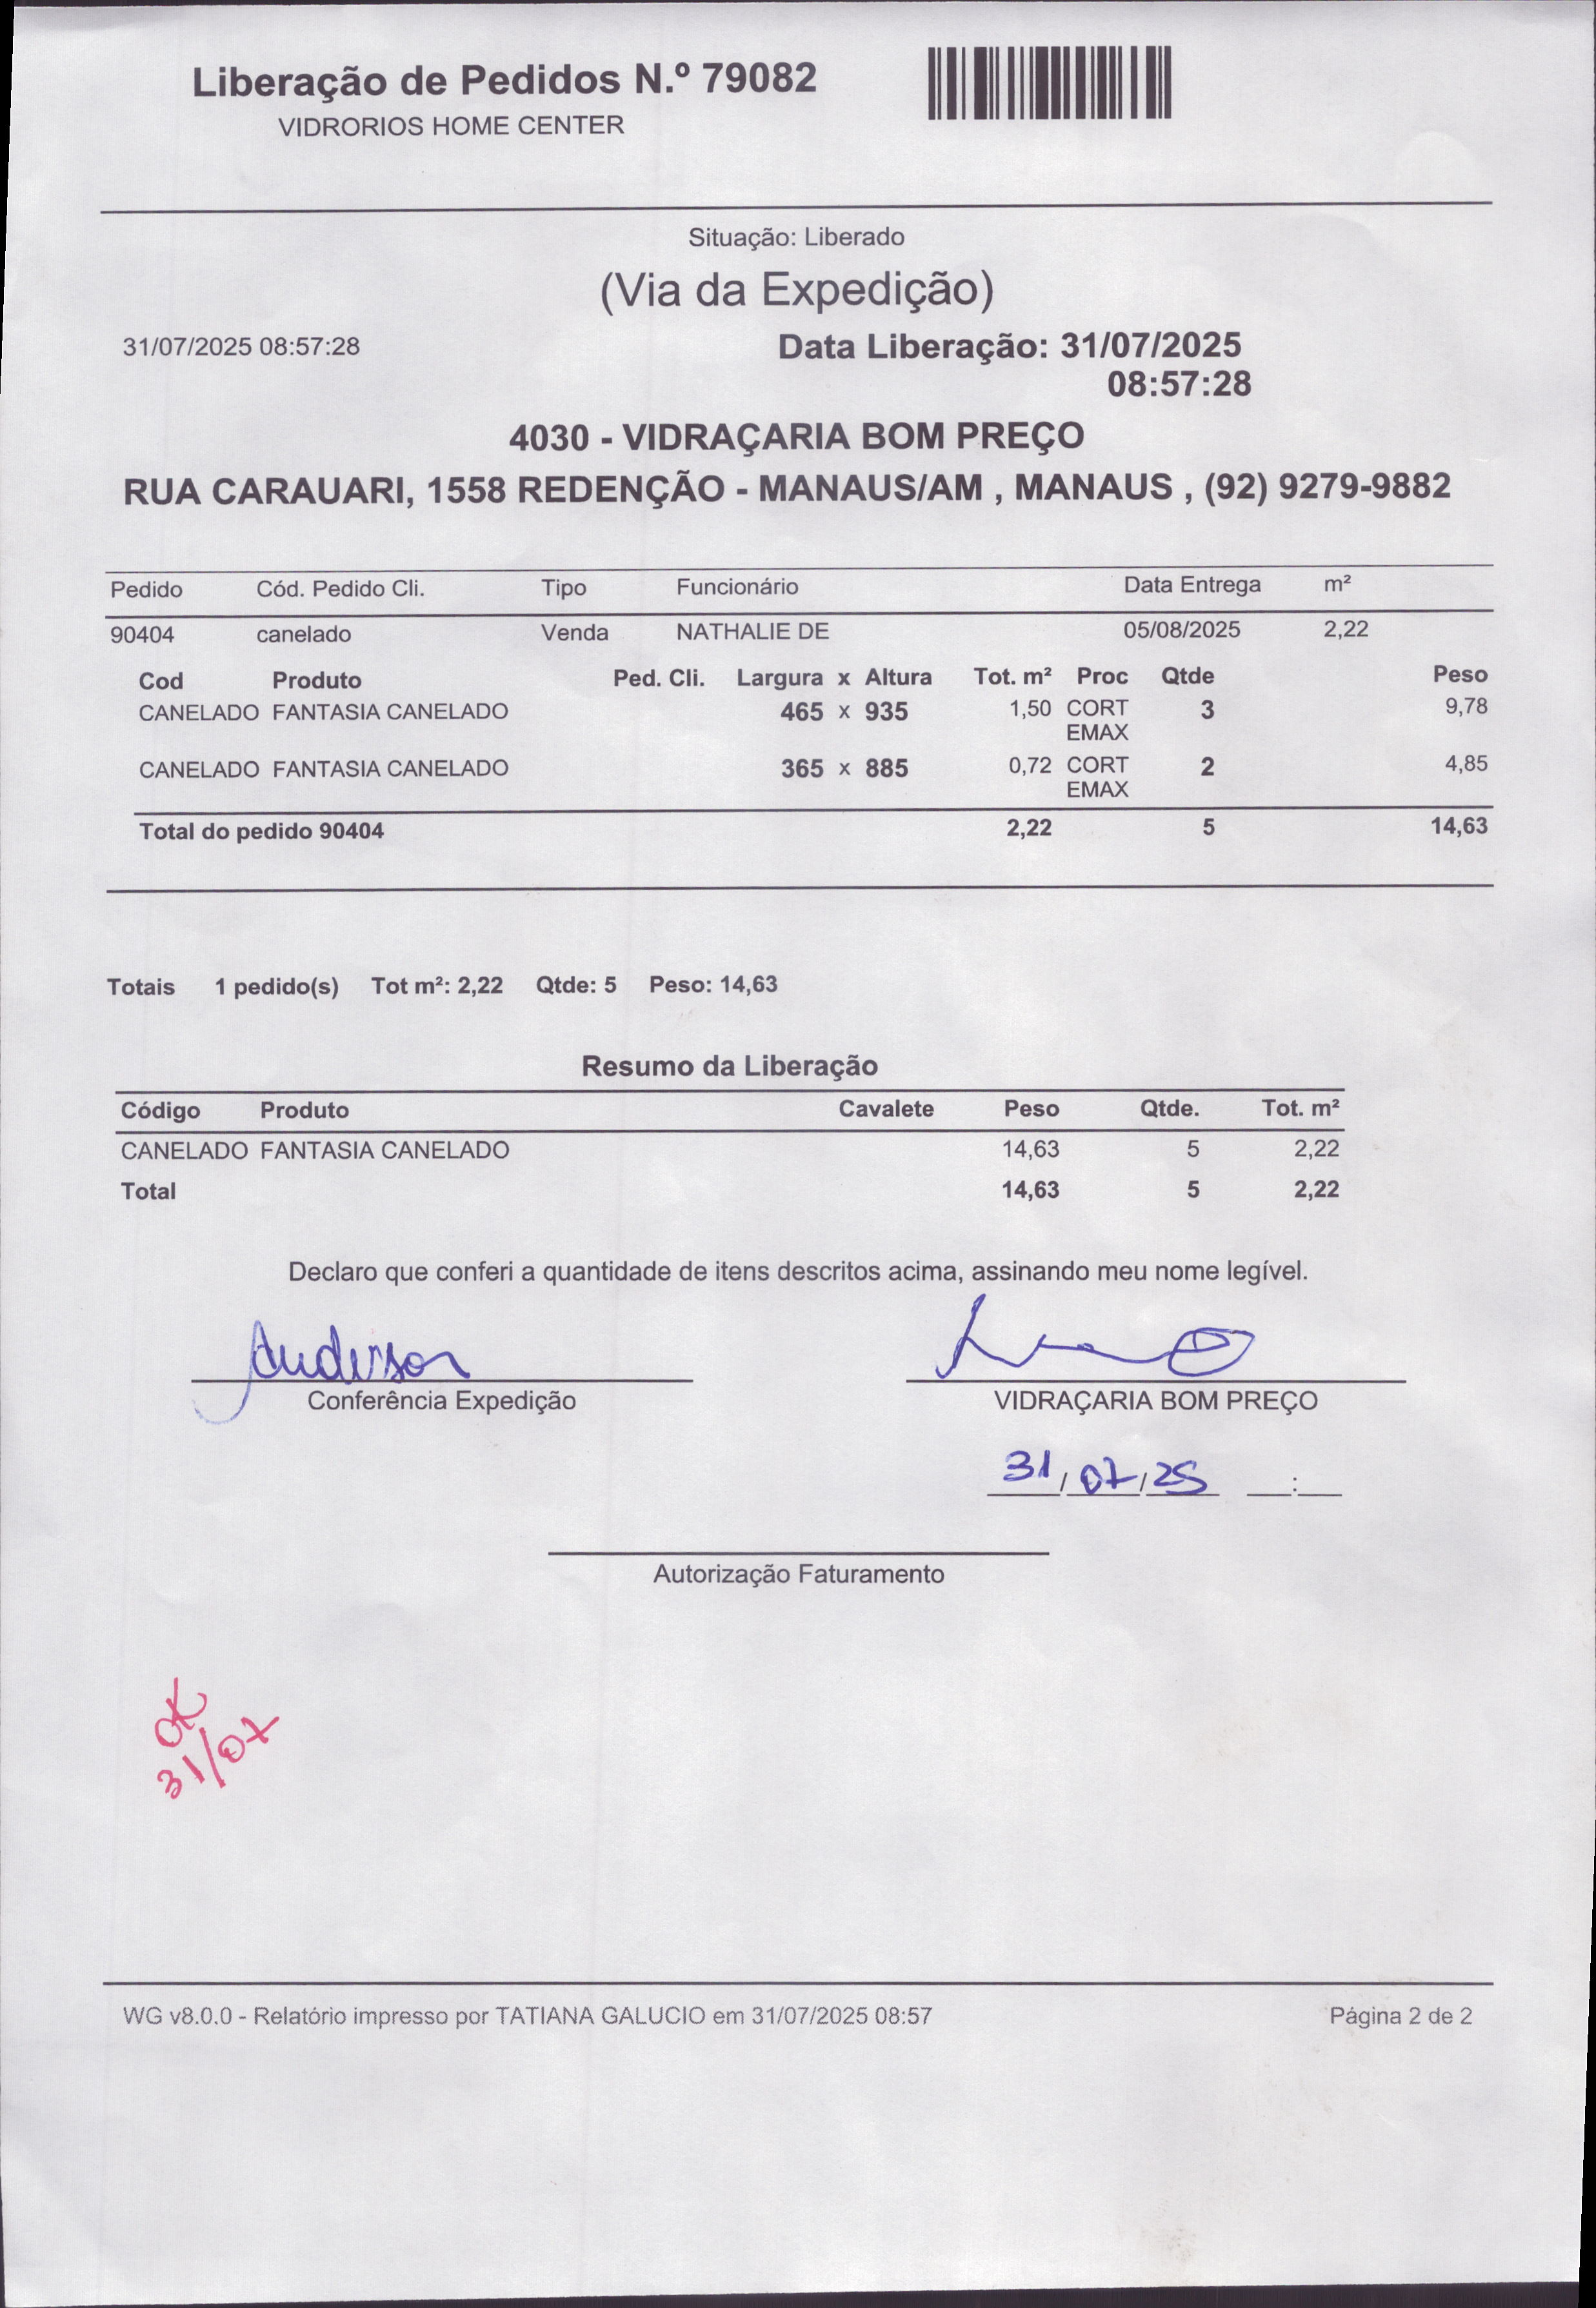 Liberação de Pedidos N.º 79082
VIDRORIOS HOME CENTER
Situação: Liberado
(Via da Expedição)
31/07/2025 08:57:28
Data Liberação: 31/07/2025
08:57:28
4030 - VIDRAÇARIA BOM PREÇO
RUA CARAUARI, 1558 REDENÇÃO - MANAUS/AM , MANAUS , (92) 9279-9882
Pedido Cód. Pedido Cli. Tipo Funcionário Data Entrega m²
90404 canelado Venda NATHALIE DE 05/08/2025 2,22
Cod Produto Ped. Cli. Largura x Altura Tot. m² Proc Qtde Peso
CANELADO FANTASIA CANELADO 465 x 935 1,50 CORT 3 9,78
EMAX
CANELADO FANTASIA CANELADO 365 x 885 0,72 CORT 2 4,85
EMAX
Total do pedido 90404 2,22 5 14,63
Totais 1 pedido(s) Tot m²: 2,22 Qtde: 5 Peso: 14,63
Resumo da Liberação
Código Produto Cavalete Peso Qtde. Tot. m²
CANELADO FANTASIA CANELADO 14,63 5 2,22
Total 14,63 5 2,22
Declaro que conferi a quantidade de itens descritos acima, assinando meu nome legível.
Anderson
Conferência Expedição
VIDRAÇARIA BOM PREÇO
31/07/25 __:__
Autorização Faturamento
OK
31/07
WG v8.0.0 - Relatório impresso por TATIANA GALUCIO em 31/07/2025 08:57
Página 2 de 2